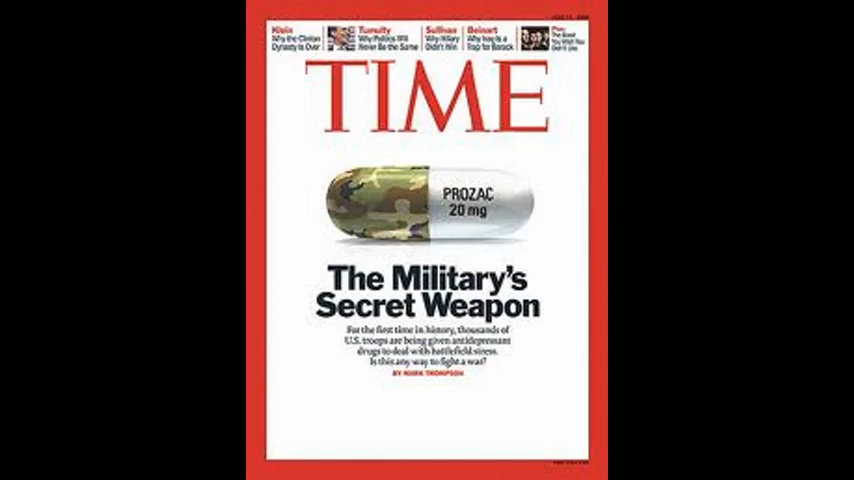 Klein
Why the Clinton
Dynasty Is Over
Tumulty
Why Politics Will
Never Be the Same
Sullivan
Why Hillary
Didn't Win
Beinart
Why Iraq Is a
Trap for Barack
TIME
PROZAC
20 mg
The Military's
Secret Weapon
For the first time in history, thousands of
U.S. troops are being given antidepressant
drugs to deal with battlefield stress.
Is this any way to fight a war?
BY MARK THOMPSON